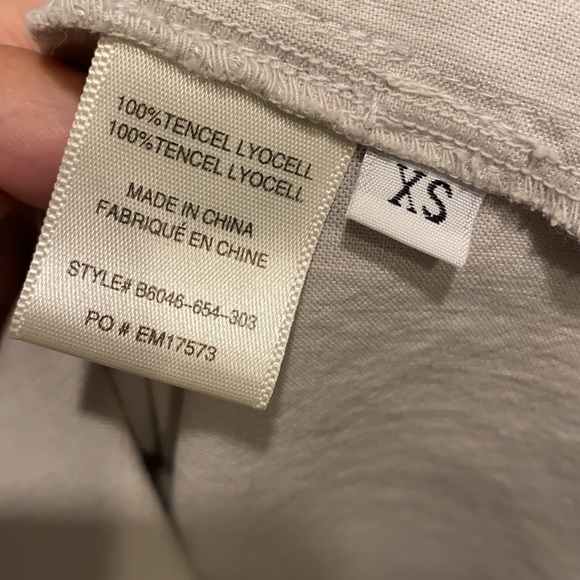 100%TENCEL LYOCELL
100%TENCEL LYOCELL
MADE IN CHINA
FABRIQUÉ EN CHINE
STYLE# B6046-654-303
PO # EM17573
XS